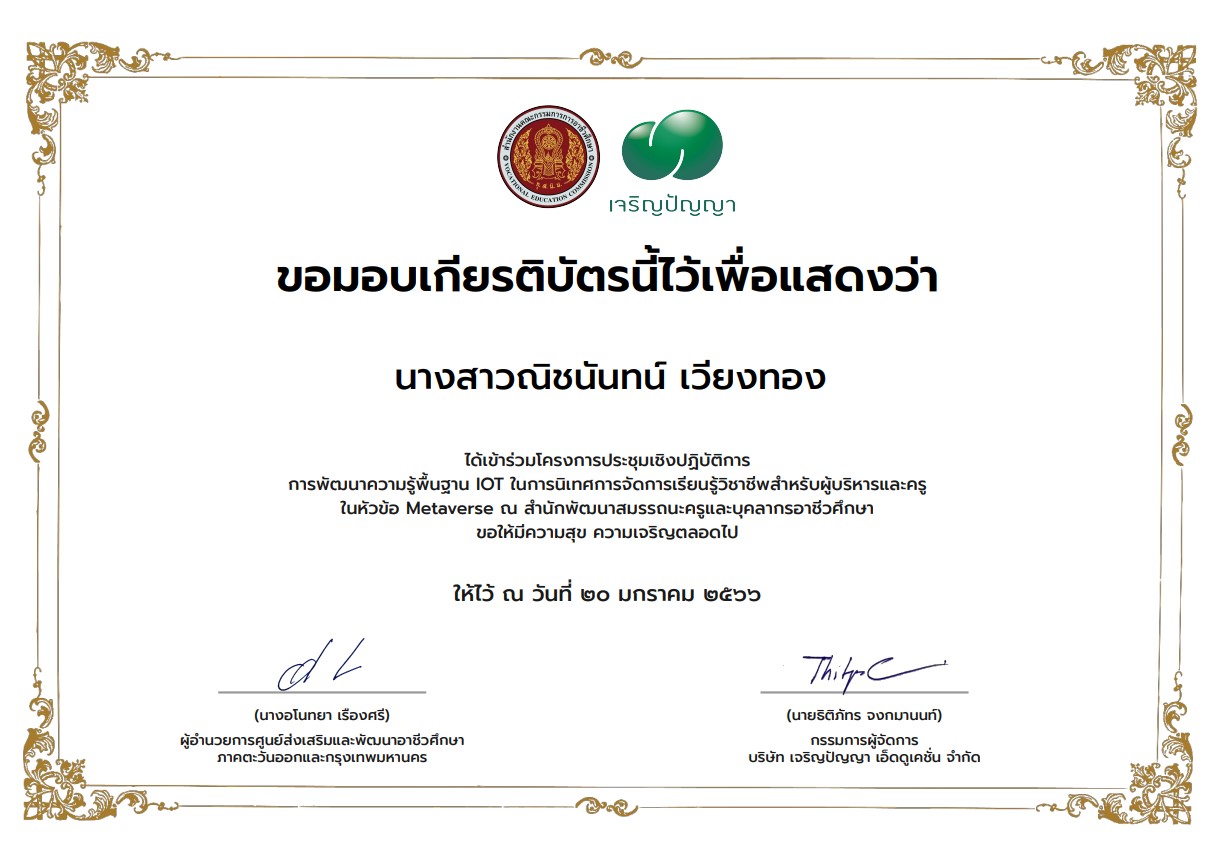 สำนักงานคณะกรรมการการอาชีวศึกษา
VOCATIONAL EDUCATION COMMISSION
เจริญปัญญา
ขอมอบเกียรติบัตรนี้ไว้เพื่อแสดงว่า
นางสาวณิชนันทน์ เวียงทอง
ได้เข้าร่วมโครงการประชุมเชิงปฏิบัติการ
การพัฒนาความรู้พื้นฐาน IOT ในการนิเทศการจัดการเรียนรู้วิชาชีพสำหรับผู้บริหารและครู
ในหัวข้อ Metaverse ณ สำนักพัฒนาสมรรถนะครูและบุคลากรอาชีวศึกษา
ขอให้มีความสุข ความเจริญตลอดไป
ให้ไว้ ณ วันที่ ๒๐ มกราคม ๒๕๖๖
(นางอโนทยา เรืองศรี)
ผู้อำนวยการศูนย์ส่งเสริมและพัฒนาอาชีวศึกษา
ภาคตะวันออกและกรุงเทพมหานคร
(นายธิติภัทร จงกมานนท์)
กรรมการผู้จัดการ
บริษัท เจริญปัญญา เอ็ดดูเคชั่น จำกัด